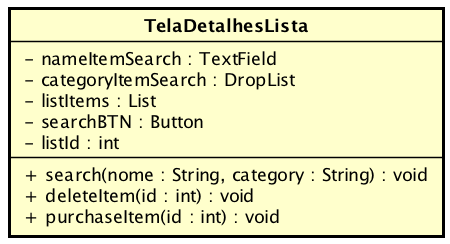 TelaDetalhesLista
- nameItemSearch : TextField
- categoryItemSearch : DropList
- listItems : List
- searchBTN : Button
- listId : int
+ search(nome : String, category : String) : void
+ deleteItem(id : int) : void
+ purchaseItem(id : int) : void